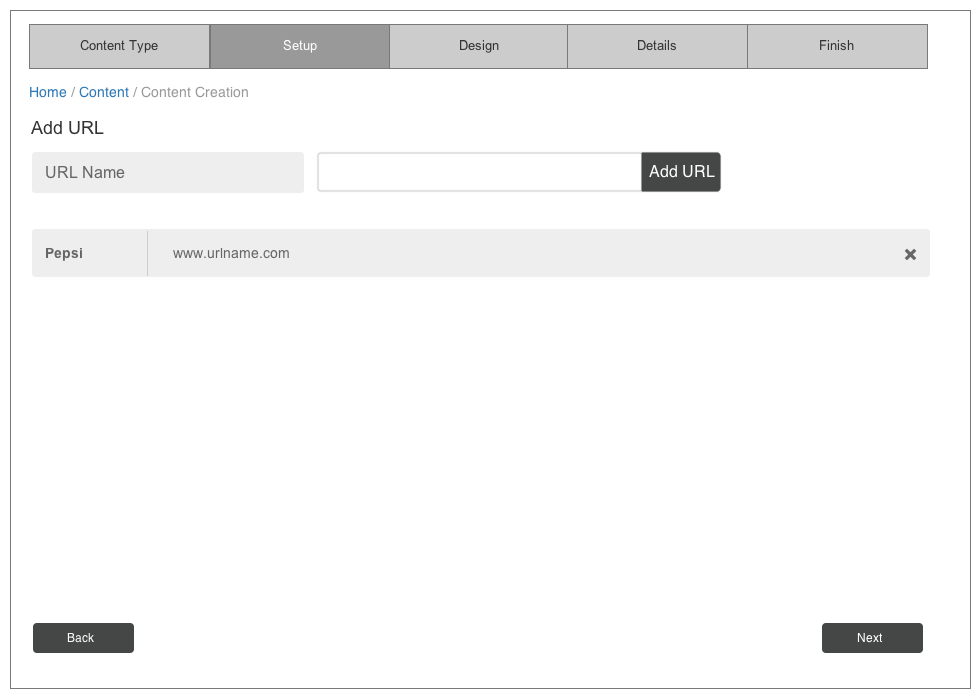 Content Type Setup Design Details Finish
Home / Content / Content Creation
Add URL
URL Name Add URL
Pepsi www.urlname.com
Back Next